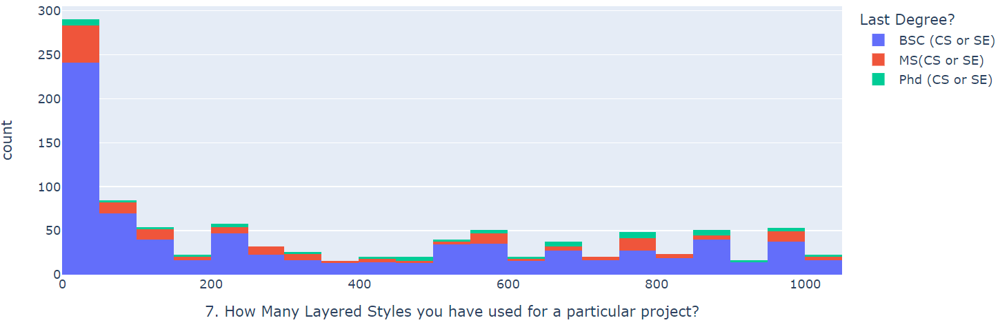 300
250
200
150
100
50
0
count
0 200 400 600 800 1000
7. How Many Layered Styles you have used for a particular project?
Last Degree?
BSC (CS or SE)
MS(CS or SE)
Phd (CS or SE)